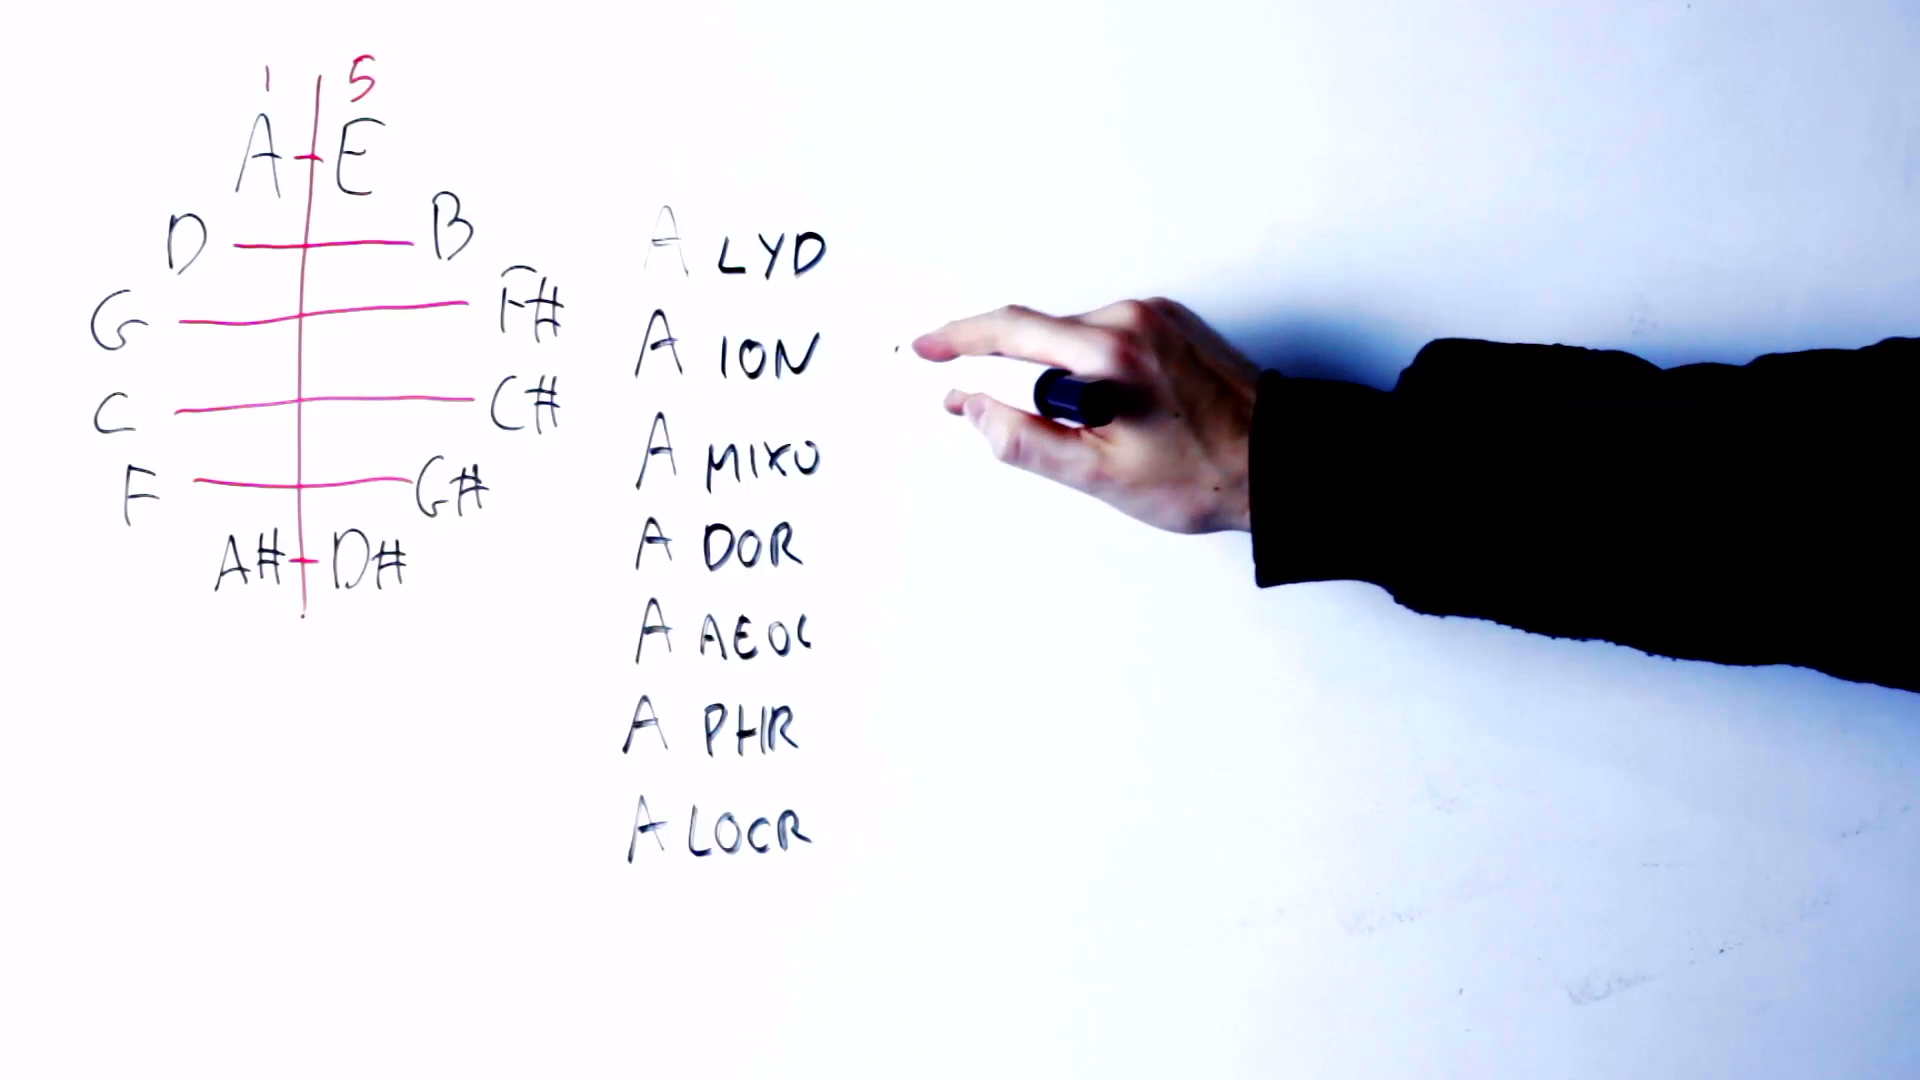 1 5
A E
D B
G F#
C C#
F G#
A# D#
A LYD
A ION
A MIXO
A DOR
A AEOL
A PHR
A LOCR